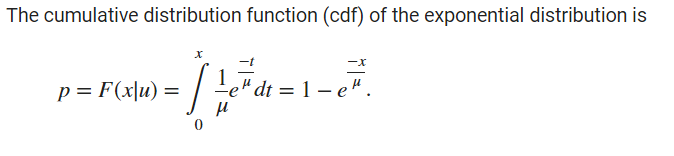 The cumulative distribution function (cdf) of the exponential distribution is
p = F(x|u) = ∫₀ˣ (1/μ) e^(−t/μ) dt = 1 − e^(−x/μ).